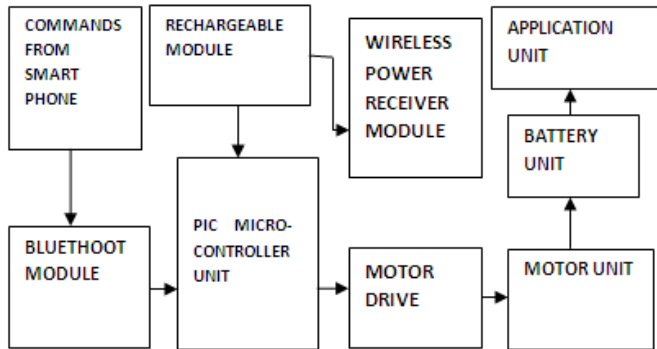 COMMANDS
FROM
SMART
PHONE
RECHARGEABLE
MODULE
WIRELESS
POWER
RECEIVER
MODULE
APPLICATION
UNIT
BATTERY
UNIT
BLUETHOOT
MODULE
PIC MICRO-
CONTROLLER
UNIT
MOTOR
DRIVE
MOTOR UNIT